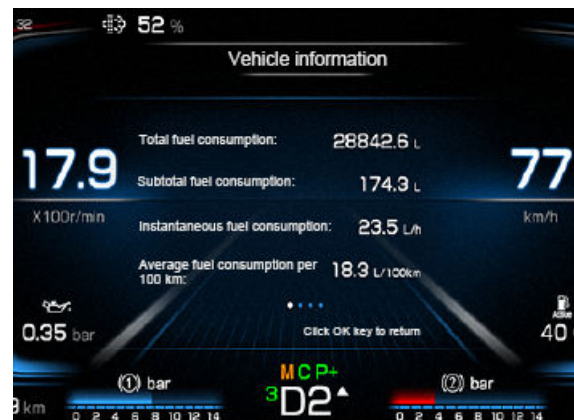 32
52 %
Vehicle information
Total fuel consumption: 28842.6 L
17.9
77
Subtotal fuel consumption: 174.3 L
X100r/min
km/h
Instantaneous fuel consumption: 23.5 L/h
Average fuel consumption per
100 km: 18.3 L/100km
Active
0.35 bar
Click OK key to return
40
M C P+
(1) bar
3 D2
(2) bar
km
0 2 4 6 8 10 12 14
0 2 4 6 8 10 12 14